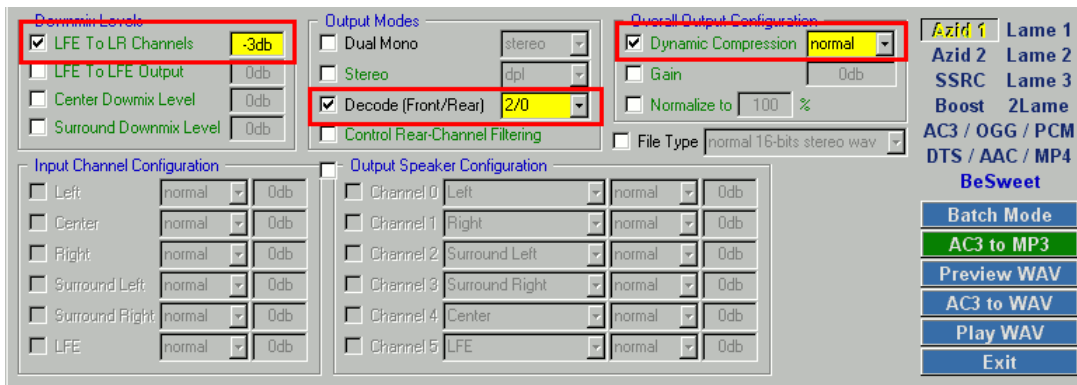 Downmix Levels
LFE To LR Channels -3db
LFE To LFE Output 0db
Center Dowmix Level 0db
Surround Downmix Level 0db
Output Modes
Dual Mono stereo
Stereo dpl
Decode (Front/Rear) 2/0
Control Rear-Channel Filtering
Overall Output Configuration
Dynamic Compression normal
Gain 0db
Normalize to 100 %
File Type normal 16-bits stereo wav
Input Channel Configuration
Left normal 0db
Center normal 0db
Right normal 0db
Surround Left normal 0db
Surround Right normal 0db
LFE normal 0db
Output Speaker Configuration
Channel 0 Left normal 0db
Channel 1 Right normal 0db
Channel 2 Surround Left normal 0db
Channel 3 Surround Right normal 0db
Channel 4 Center normal 0db
Channel 5 LFE normal 0db
Azid 1 Lame 1
Azid 2 Lame 2
SSRC Lame 3
Boost 2Lame
AC3 / OGG / PCM
DTS / AAC / MP4
BeSweet
Batch Mode
AC3 to MP3
Preview WAV
AC3 to WAV
Play WAV
Exit